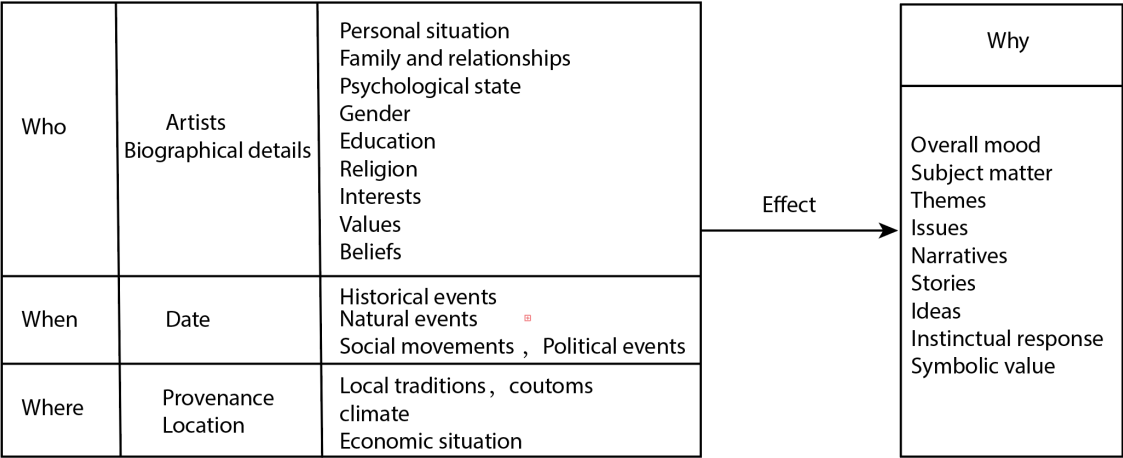 Who
Artists
Biographical details
Personal situation
Family and relationships
Psychological state
Gender
Education
Religion
Interests
Values
Beliefs
When
Date
Historical events
Natural events
Social movements ，Political events
Where
Provenance
Location
Local traditions，coutoms
climate
Economic situation
Effect
Why
Overall mood
Subject matter
Themes
Issues
Narratives
Stories
Ideas
Instinctual response
Symbolic value